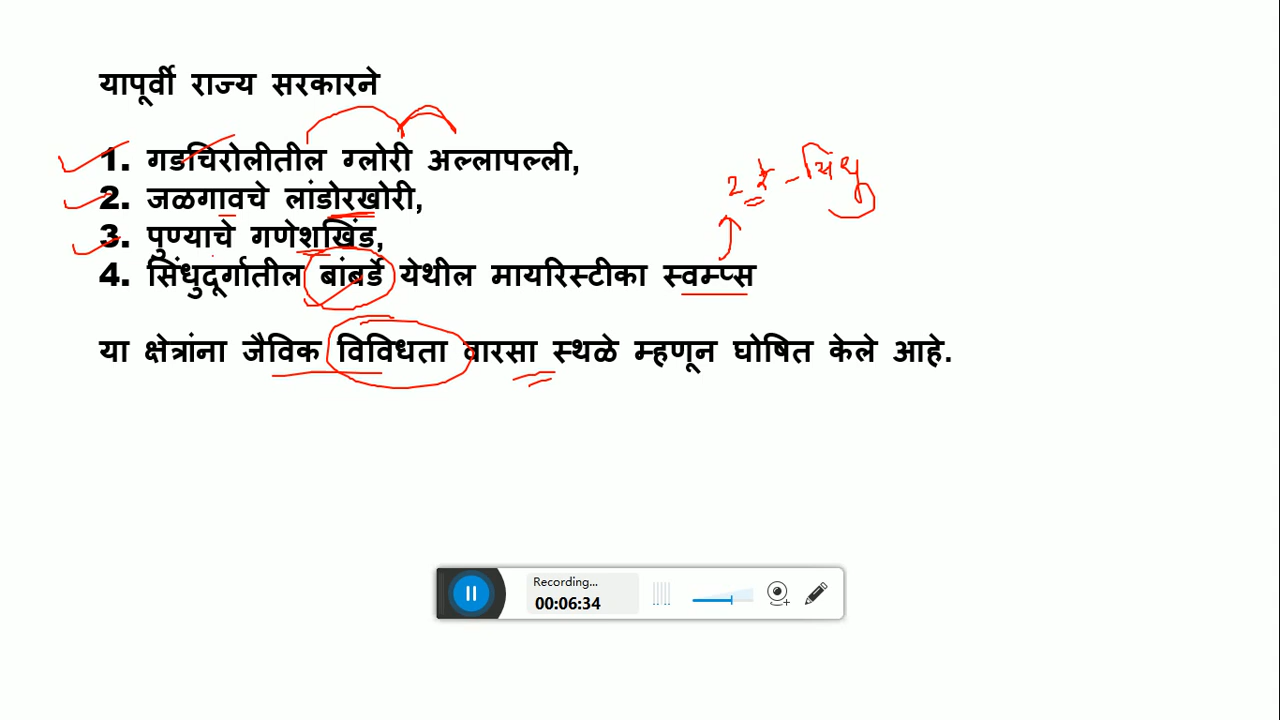 यापूर्वी राज्य सरकारने
1. गडचिरोलीतील ग्लोरी अल्लापल्ली,
2. जळगावचे लांडोरखोरी,
3. पुण्याचे गणेशखिंड,
4. सिंधुदूर्गातील बांबर्डे येथील मायरिस्टीका स्वम्प्स
या क्षेत्रांना जैविक विविधता वारसा स्थळे म्हणून घोषित केले आहे.
Recording...
00:06:34